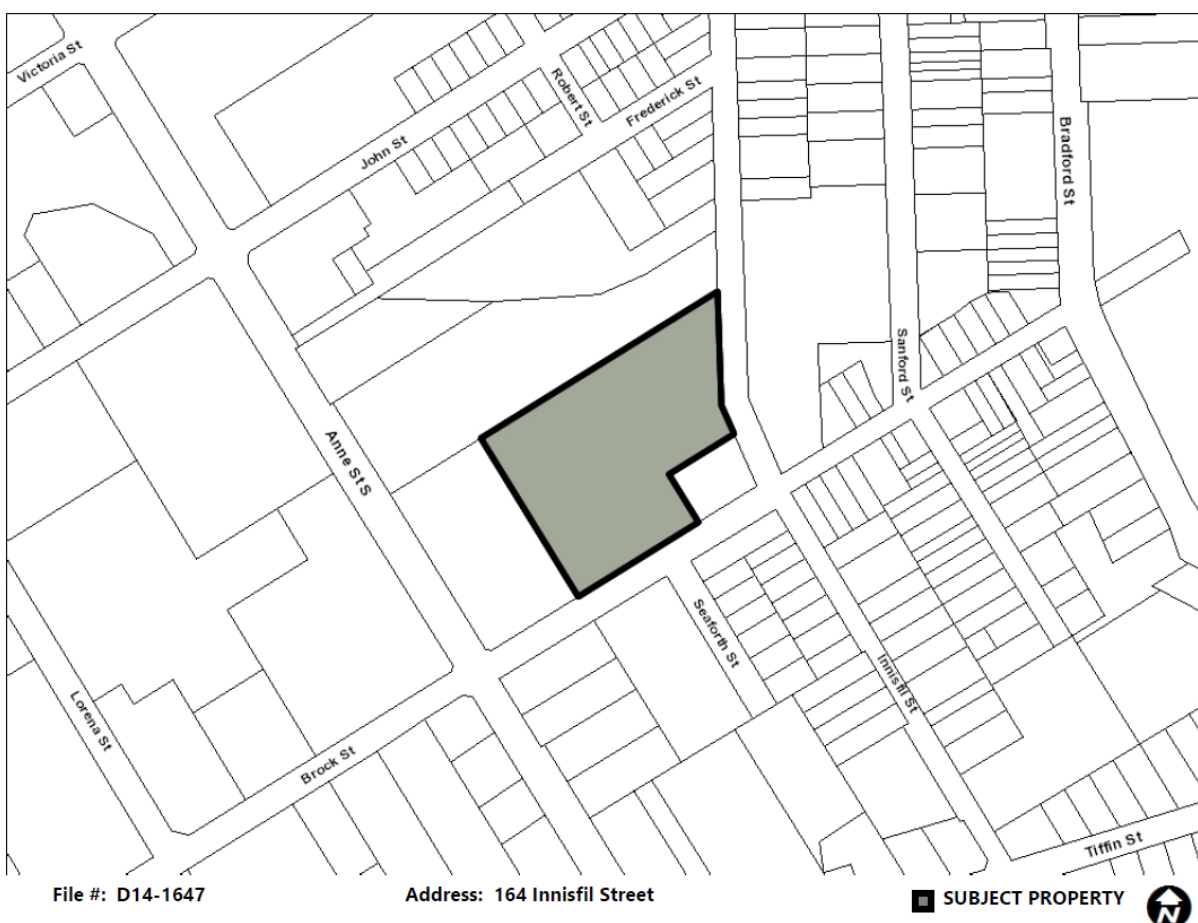 Victoria St
Robert St
Frederick St
John St
Bradford St
Sanford St
Anne St S
Seaforth St
Innisfil St
Lorena St
Brock St
Tiffin St
File #: D14-1647
Address: 164 Innisfil Street
SUBJECT PROPERTY
N